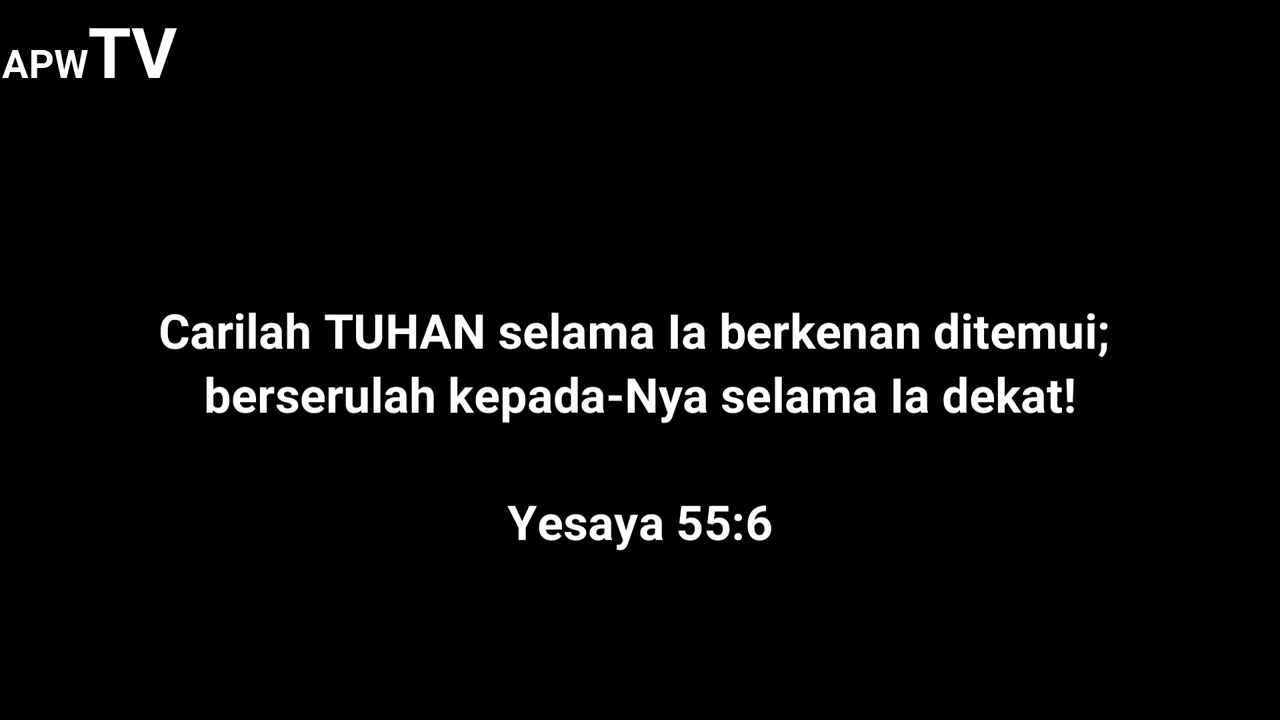 APWTV
Carilah TUHAN selama Ia berkenan ditemui;
berserulah kepada-Nya selama Ia dekat!
Yesaya 55:6